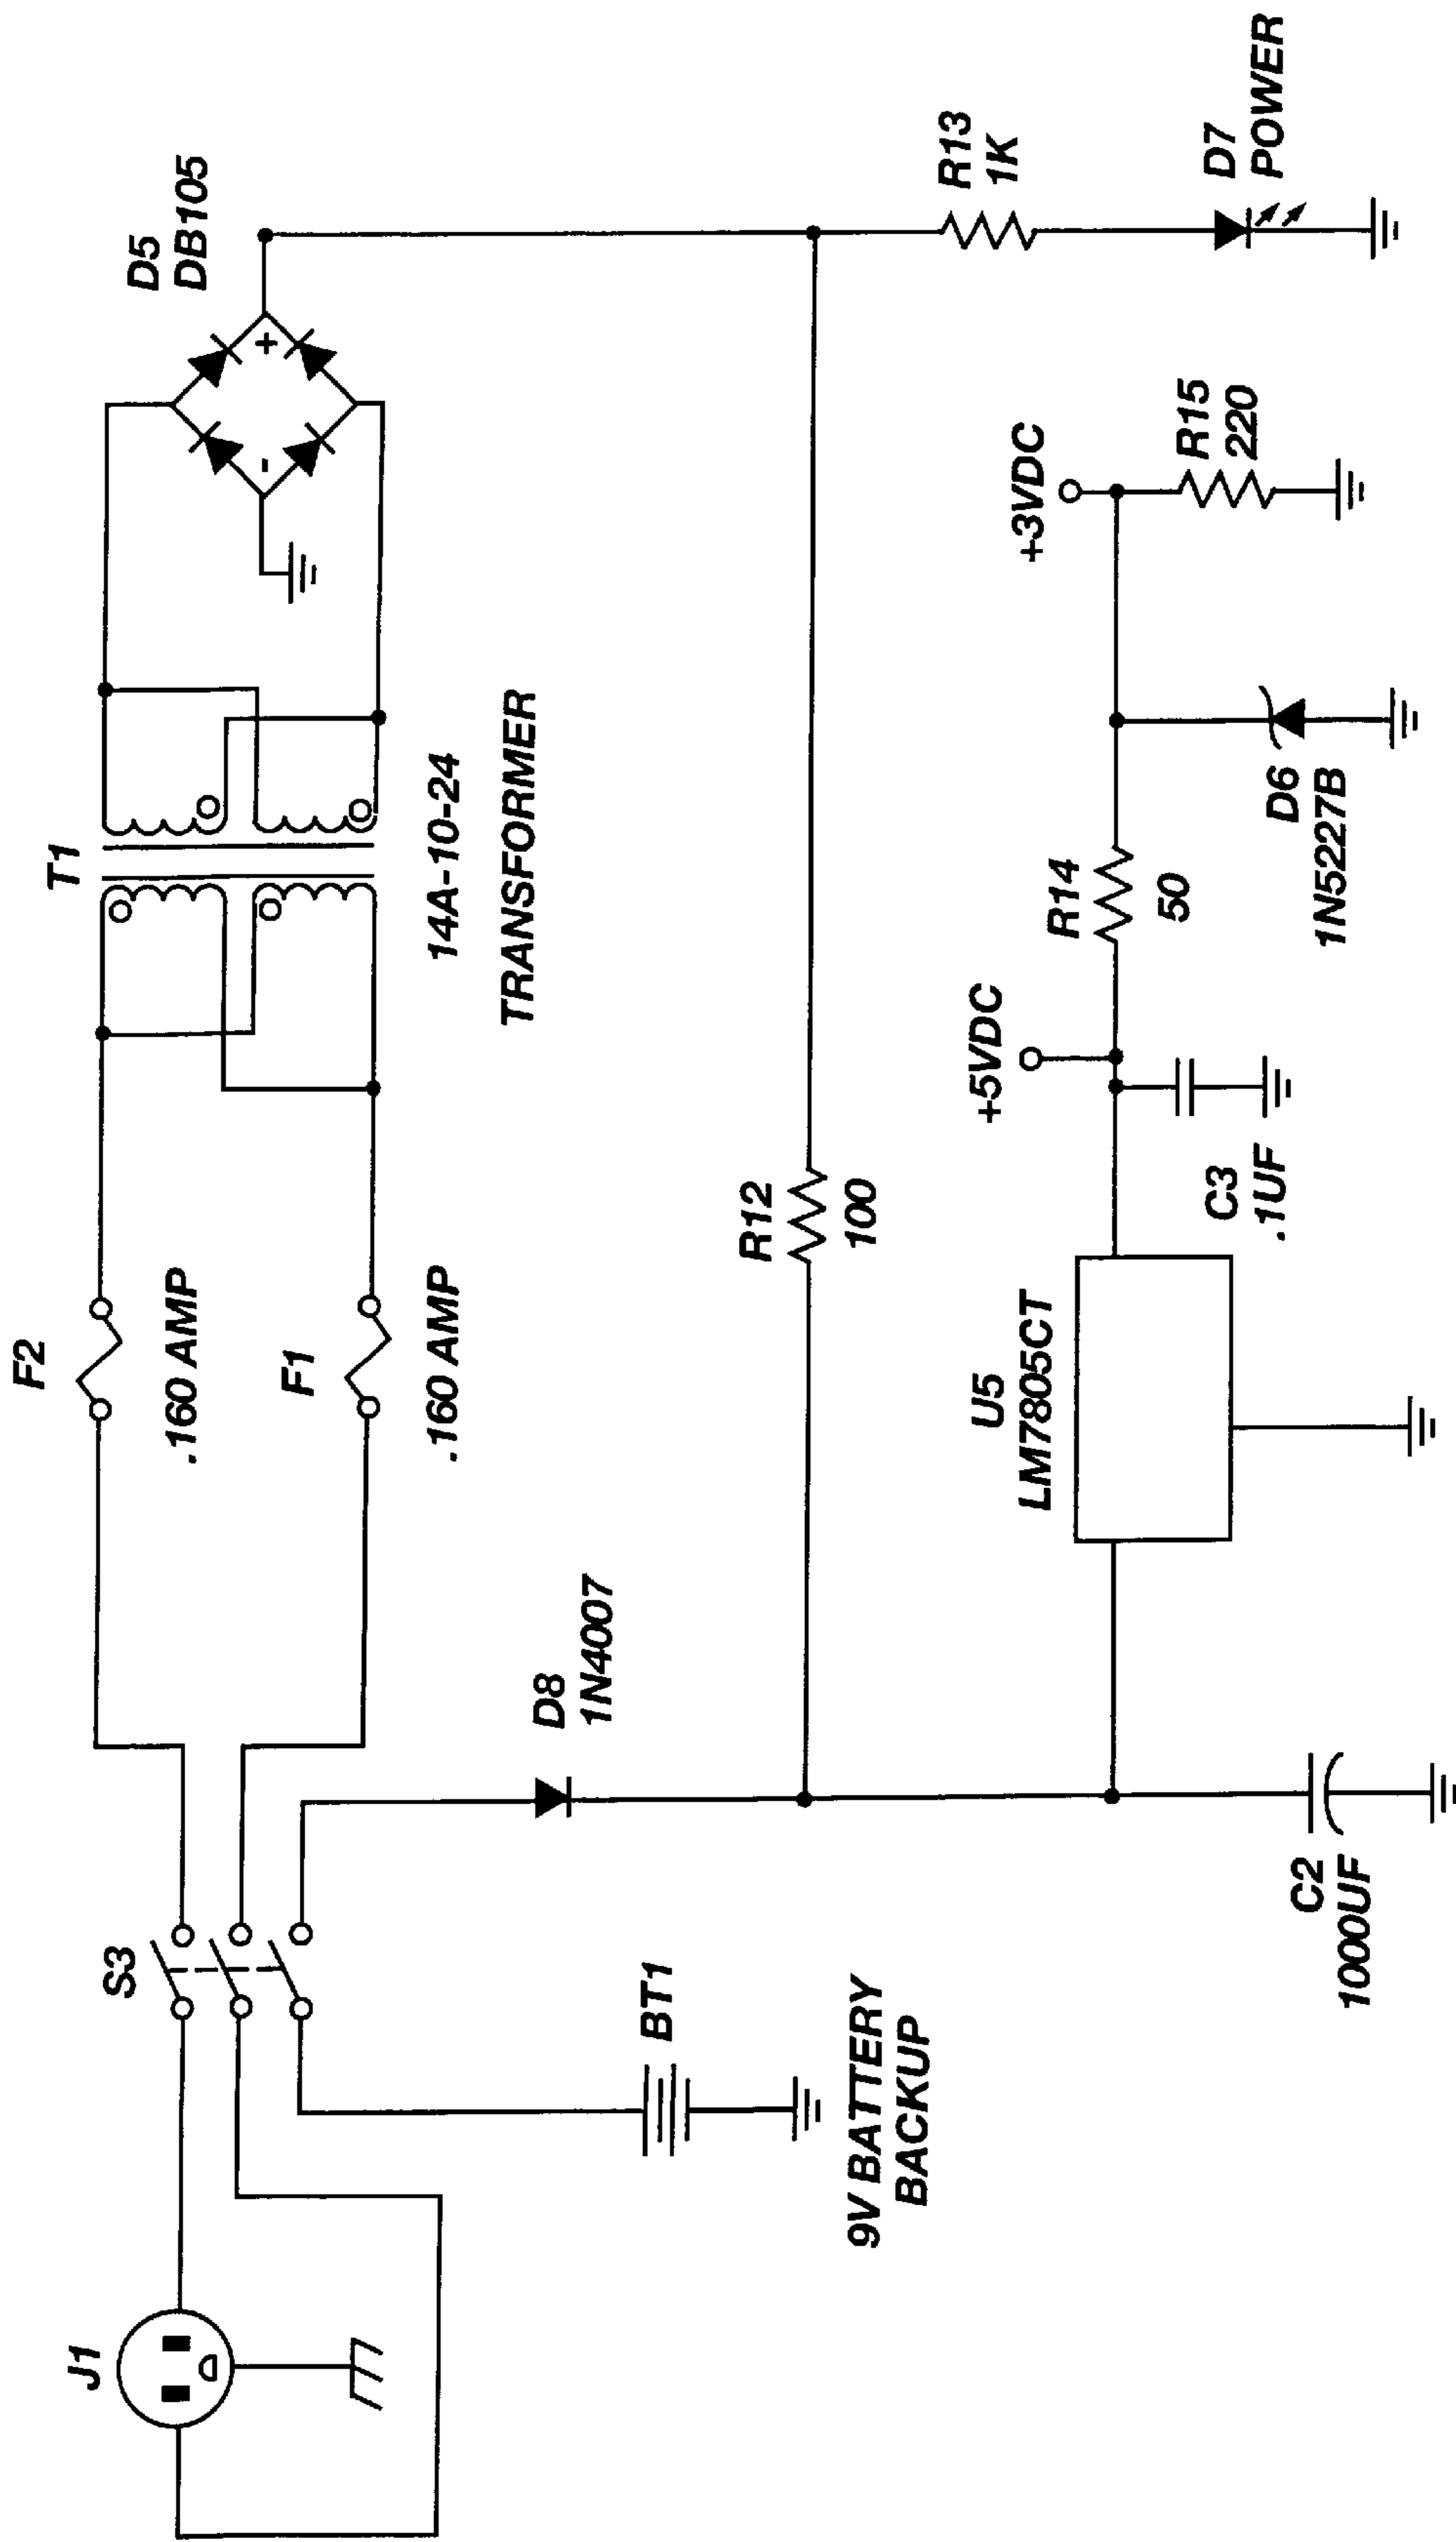 J1
S3
F2
.160 AMP
F1
.160 AMP
T1
14A-10-24
TRANSFORMER
D5
DB105
+
-
BT1
9V BATTERY
BACKUP
D8
1N4007
R12
100
R13
1K
D7
POWER
C2
1000UF
U5
LM7805CT
C3
.1UF
+5VDC
R14
50
D6
1N5227B
+3VDC
R15
220